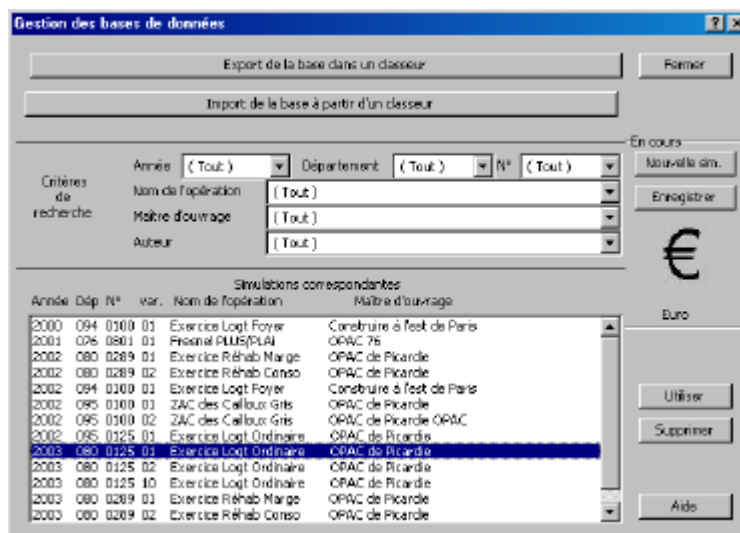 Gestion des bases de données
Export de la base dans un classeur
Fermer
Import de la base à partir d'un classeur
En cours
Année ( Tout ) Département ( Tout ) N° ( Tout )
Nouvelle sim.
Critères de recherche
Nom de l'opération ( Tout )
Enregistrer
Maître d'ouvrage ( Tout )
Auteur ( Tout )
€
Euro
Simulations correspondantes
Année Dép N° var. Nom de l'opération Maître d'ouvrage
2000 094 0100 01 Exercice Logt Foyer Construire à l'est de Paris
2001 076 0801 01 Fresnel PLUS/PLAi OPAC 76
2002 080 0289 01 Exercice Réhab Marge OPAC de Picardie
2002 080 0289 02 Exercice Réhab Conso OPAC de Picardie
2002 094 0100 01 Exercice Logt Foyer Construire à l'est de Paris
2002 095 0100 01 ZAC des Cailloux Gris OPAC de Picardie
2002 095 0100 02 ZAC des Cailloux Gris OPAC de Picardie OPAC
2002 095 0125 01 Exercice Logt Ordinaire OPAC de Picardie
2003 080 0125 01 Exercice Logt Ordinaire OPAC de Picardie
2003 080 0125 02 Exercice Logt Ordinaire OPAC de Picardie
2003 080 0125 10 Exercice Logt Ordinaire OPAC de Picardie
2003 080 0289 01 Exercice Réhab Marge OPAC de Picardie
2003 080 0289 02 Exercice Réhab Conso OPAC de Picardie
Utiliser
Supprimer
Aide